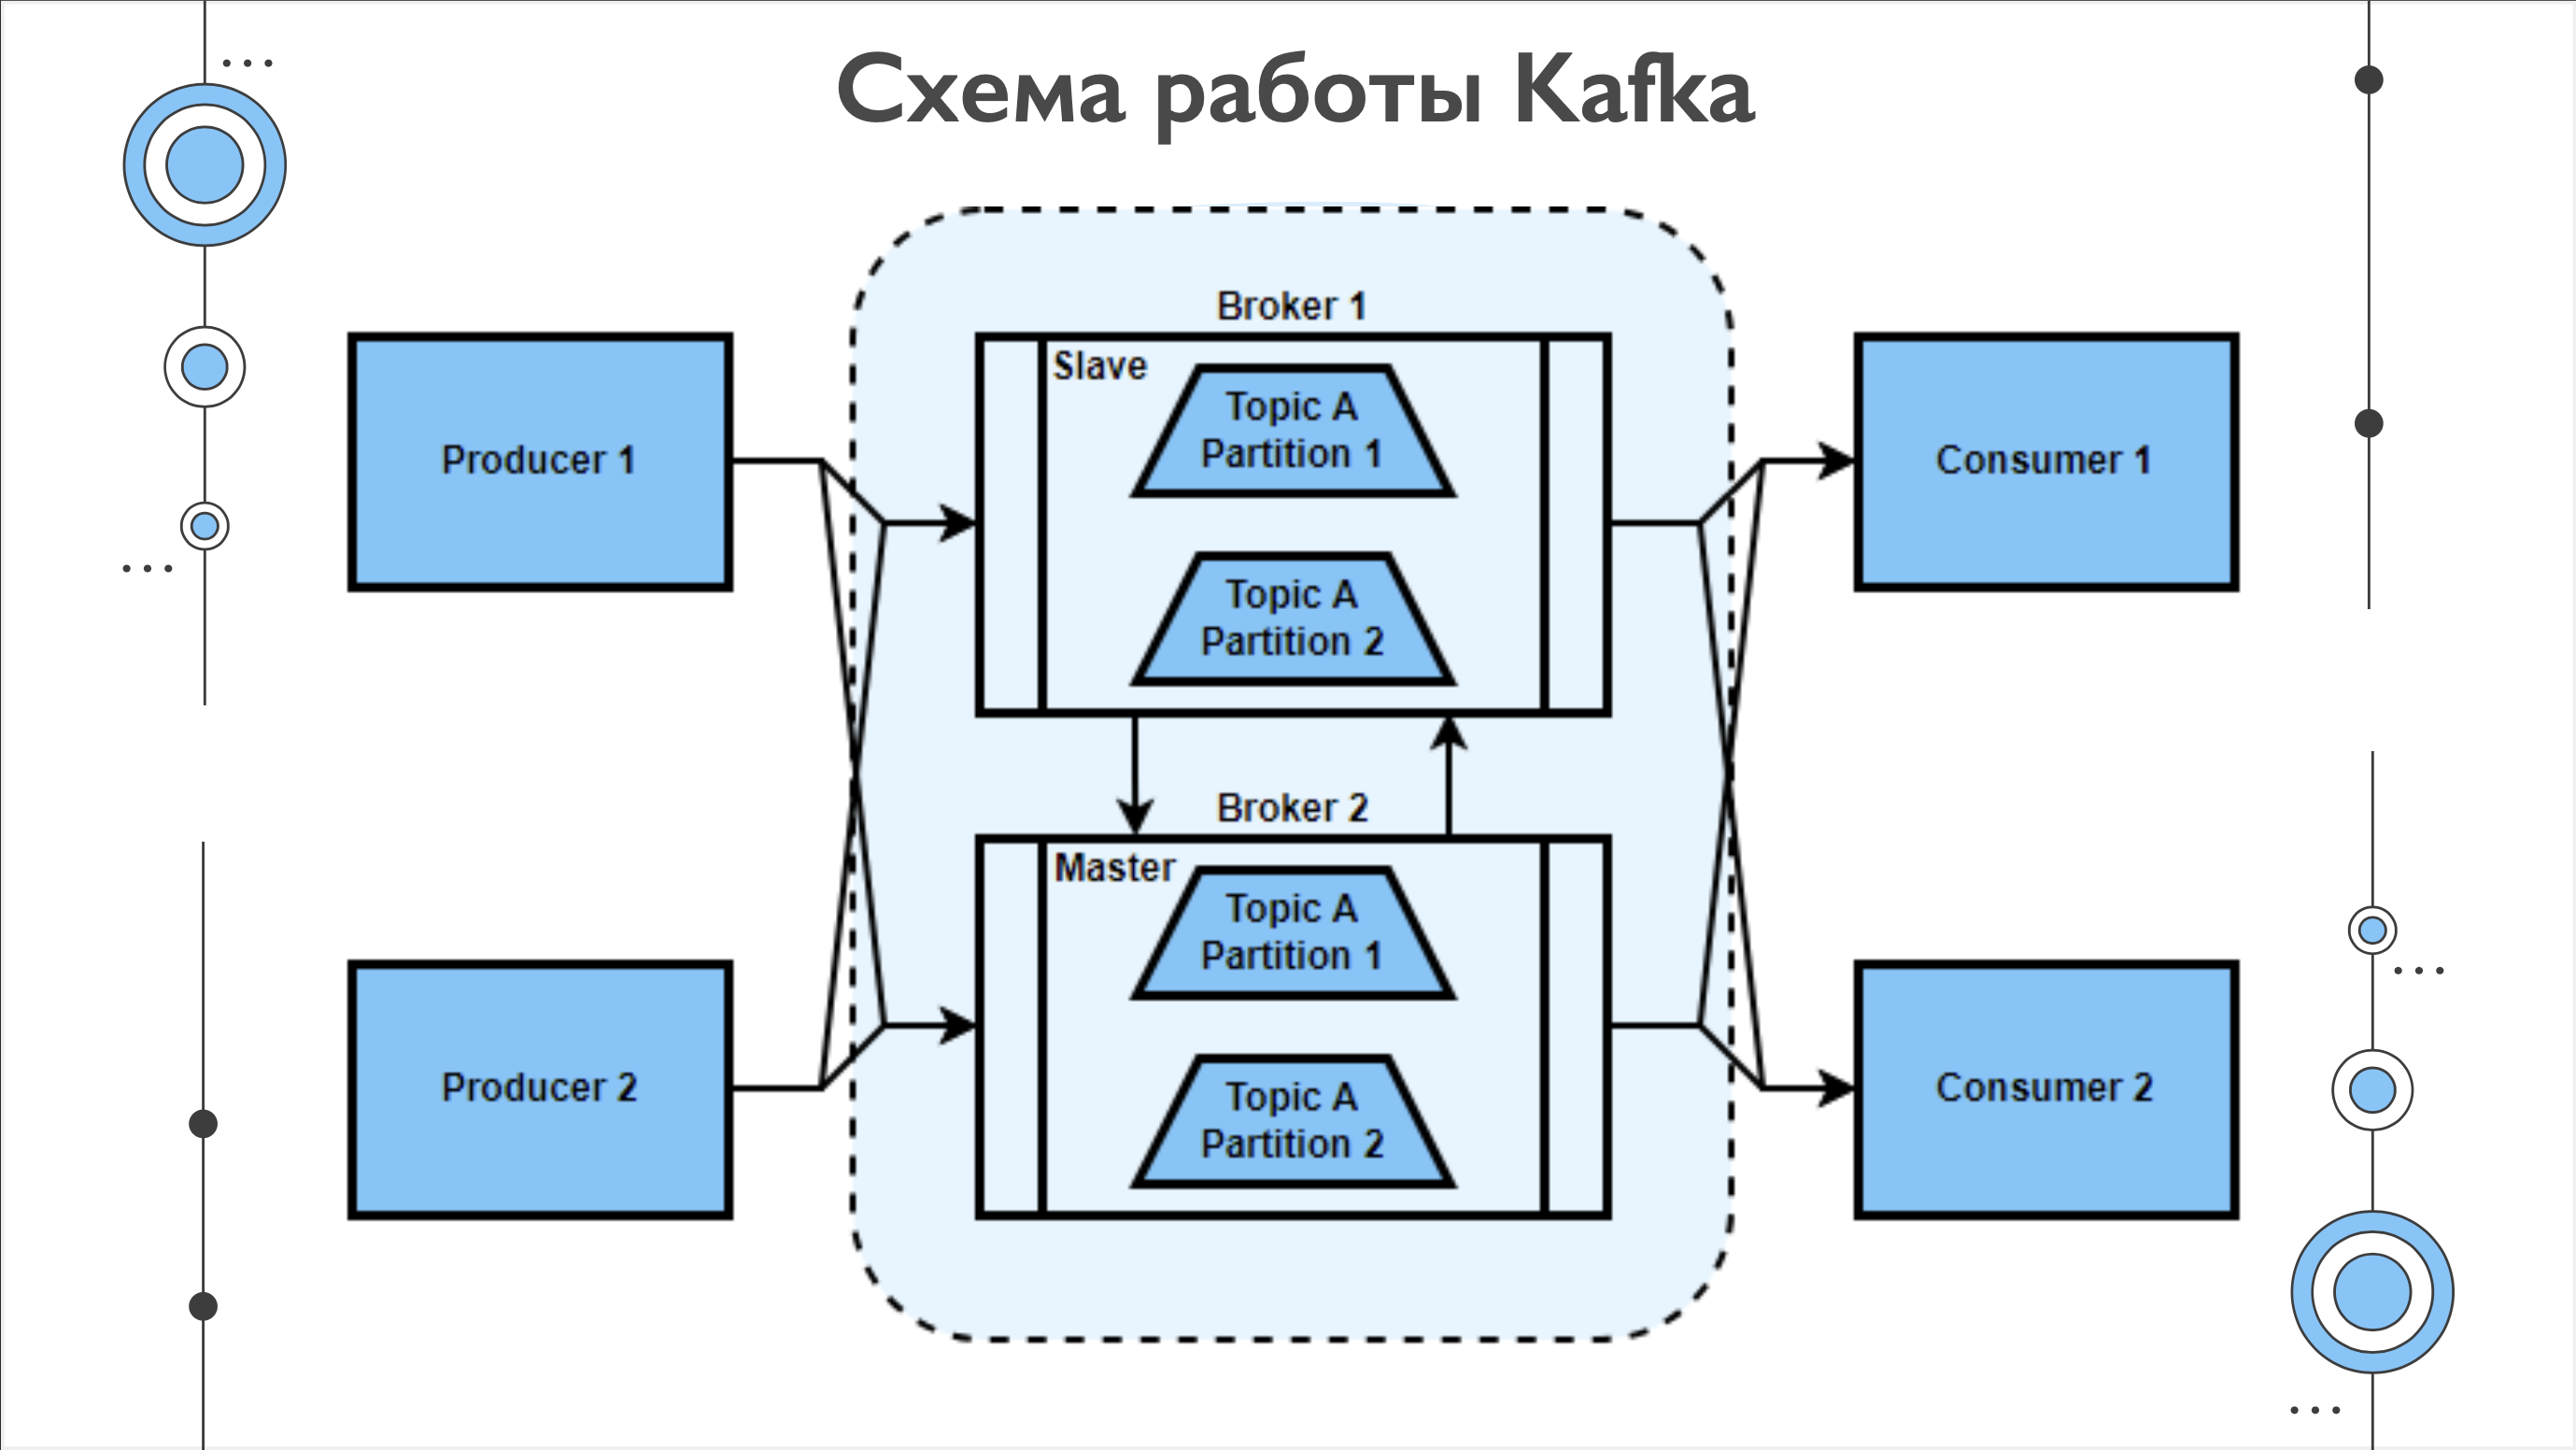 Схема работы Kafka
Broker 1
Slave
Topic A
Partition 1
Topic A
Partition 2
Producer 1
Consumer 1
Broker 2
Master
Topic A
Partition 1
Topic A
Partition 2
Producer 2
Consumer 2